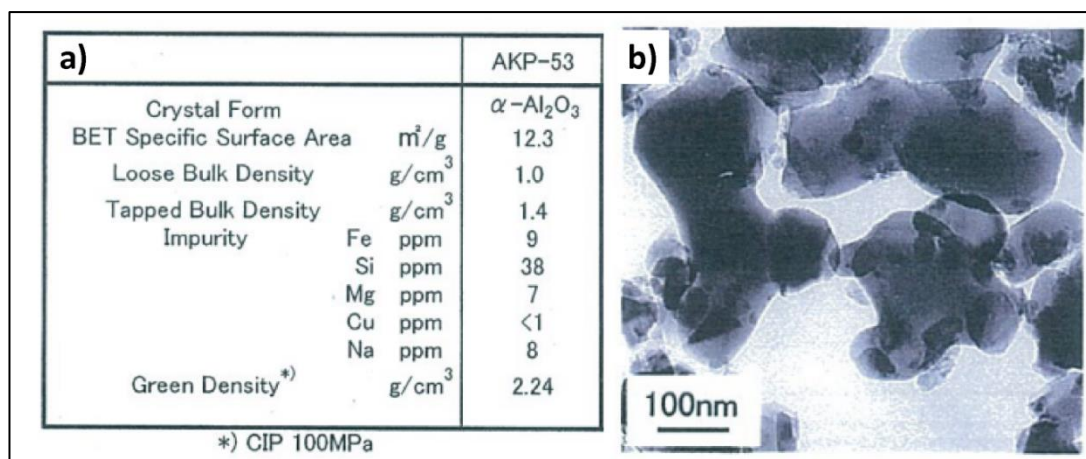 a)
AKP-53
Crystal Form α-Al₂O₃
BET Specific Surface Area m²/g 12.3
Loose Bulk Density g/cm³ 1.0
Tapped Bulk Density g/cm³ 1.4
Impurity Fe ppm 9
Si ppm 38
Mg ppm 7
Cu ppm <1
Na ppm 8
Green Density*) g/cm³ 2.24
*) CIP 100MPa
b)
100nm